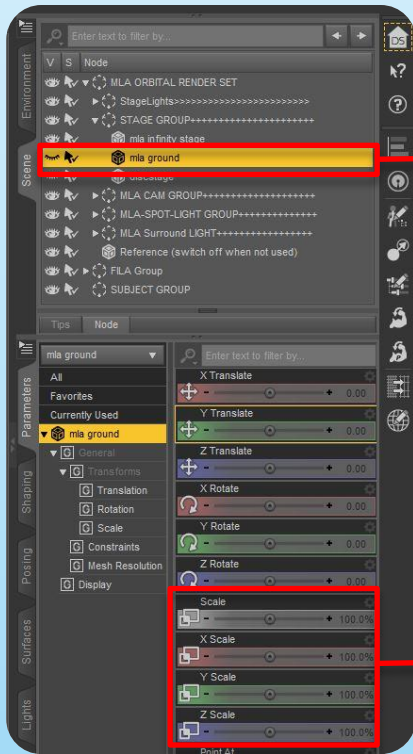 Enter text to filter by...
DS
V S Node
MLA ORBITAL RENDER SET
StageLights>>>>>>>>>>>>>>>>>>>>>>>>
STAGE GROUP++++++++++++++++++++++
mla infinity stage
mla ground
MLA CAM GROUP++++++++++++++++++++
MLA-SPOT-LIGHT GROUP+++++++++++++++
MLA Surround LIGHT+++++++++++++++++
Reference (switch off when not used)
FILA Group
SUBJECT GROUP
Environment
Scene
Tips Node
mla ground
Enter text to filter by...
All
Favorites
Currently Used
mla ground
General
Transforms
Translation
Rotation
Scale
Constraints
Mesh Resolution
Display
X Translate
0.00
Y Translate
0.00
Z Translate
0.00
X Rotate
0.00
Y Rotate
0.00
Z Rotate
0.00
Scale
100.0%
X Scale
100.0%
Y Scale
100.0%
Z Scale
100.0%
Point At
Parameters
Shaping
Posing
Surfaces
Lights